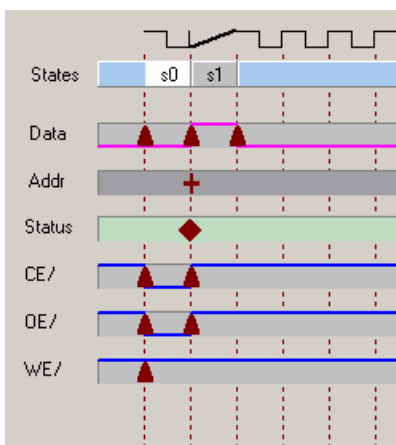 States s0 s1
Data
Addr
Status
CE/
OE/
WE/